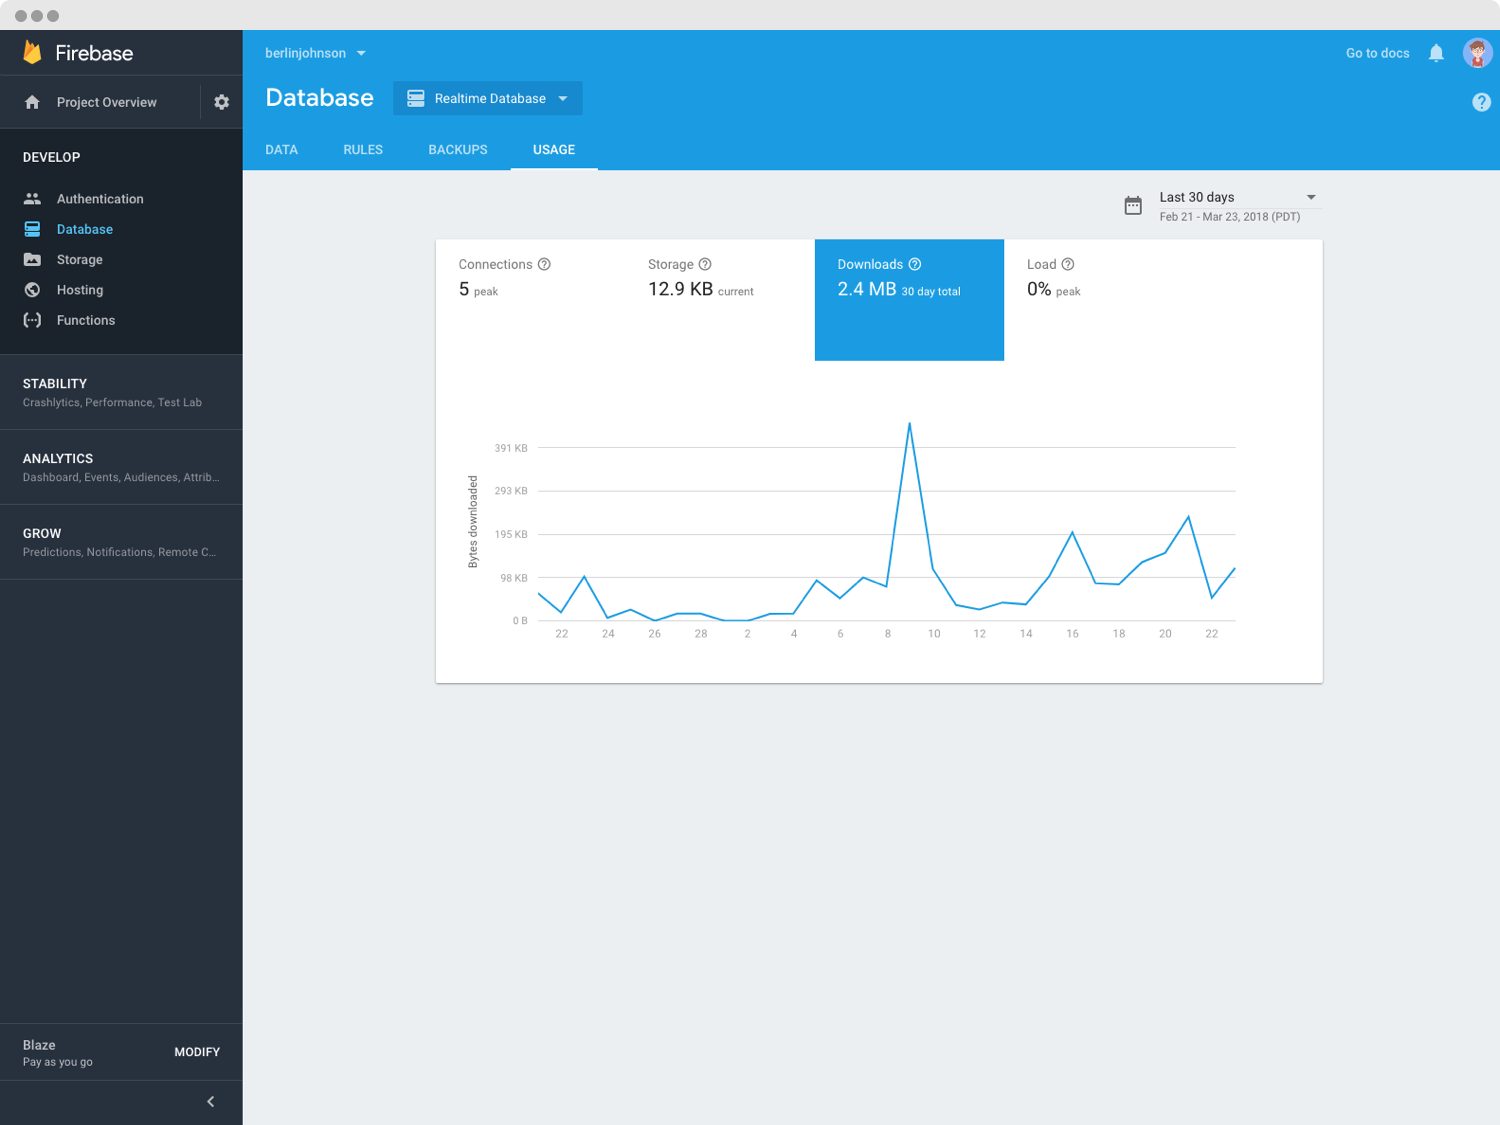 Firebase
Project Overview
DEVELOP
Authentication
Database
Storage
Hosting
Functions
STABILITY
Crashlytics, Performance, Test Lab
ANALYTICS
Dashboard, Events, Audiences, Attrib...
GROW
Predictions, Notifications, Remote C...
Blaze
Pay as you go
MODIFY
berlinjohnson
Go to docs
Database
Realtime Database
DATA RULES BACKUPS USAGE
Last 30 days
Feb 21 - Mar 23, 2018 (PDT)
Connections
5 peak
Storage
12.9 KB current
Downloads
2.4 MB 30 day total
Load
0% peak
Bytes downloaded
391 KB
293 KB
195 KB
98 KB
0 B
22 24 26 28 2 4 6 8 10 12 14 16 18 20 22